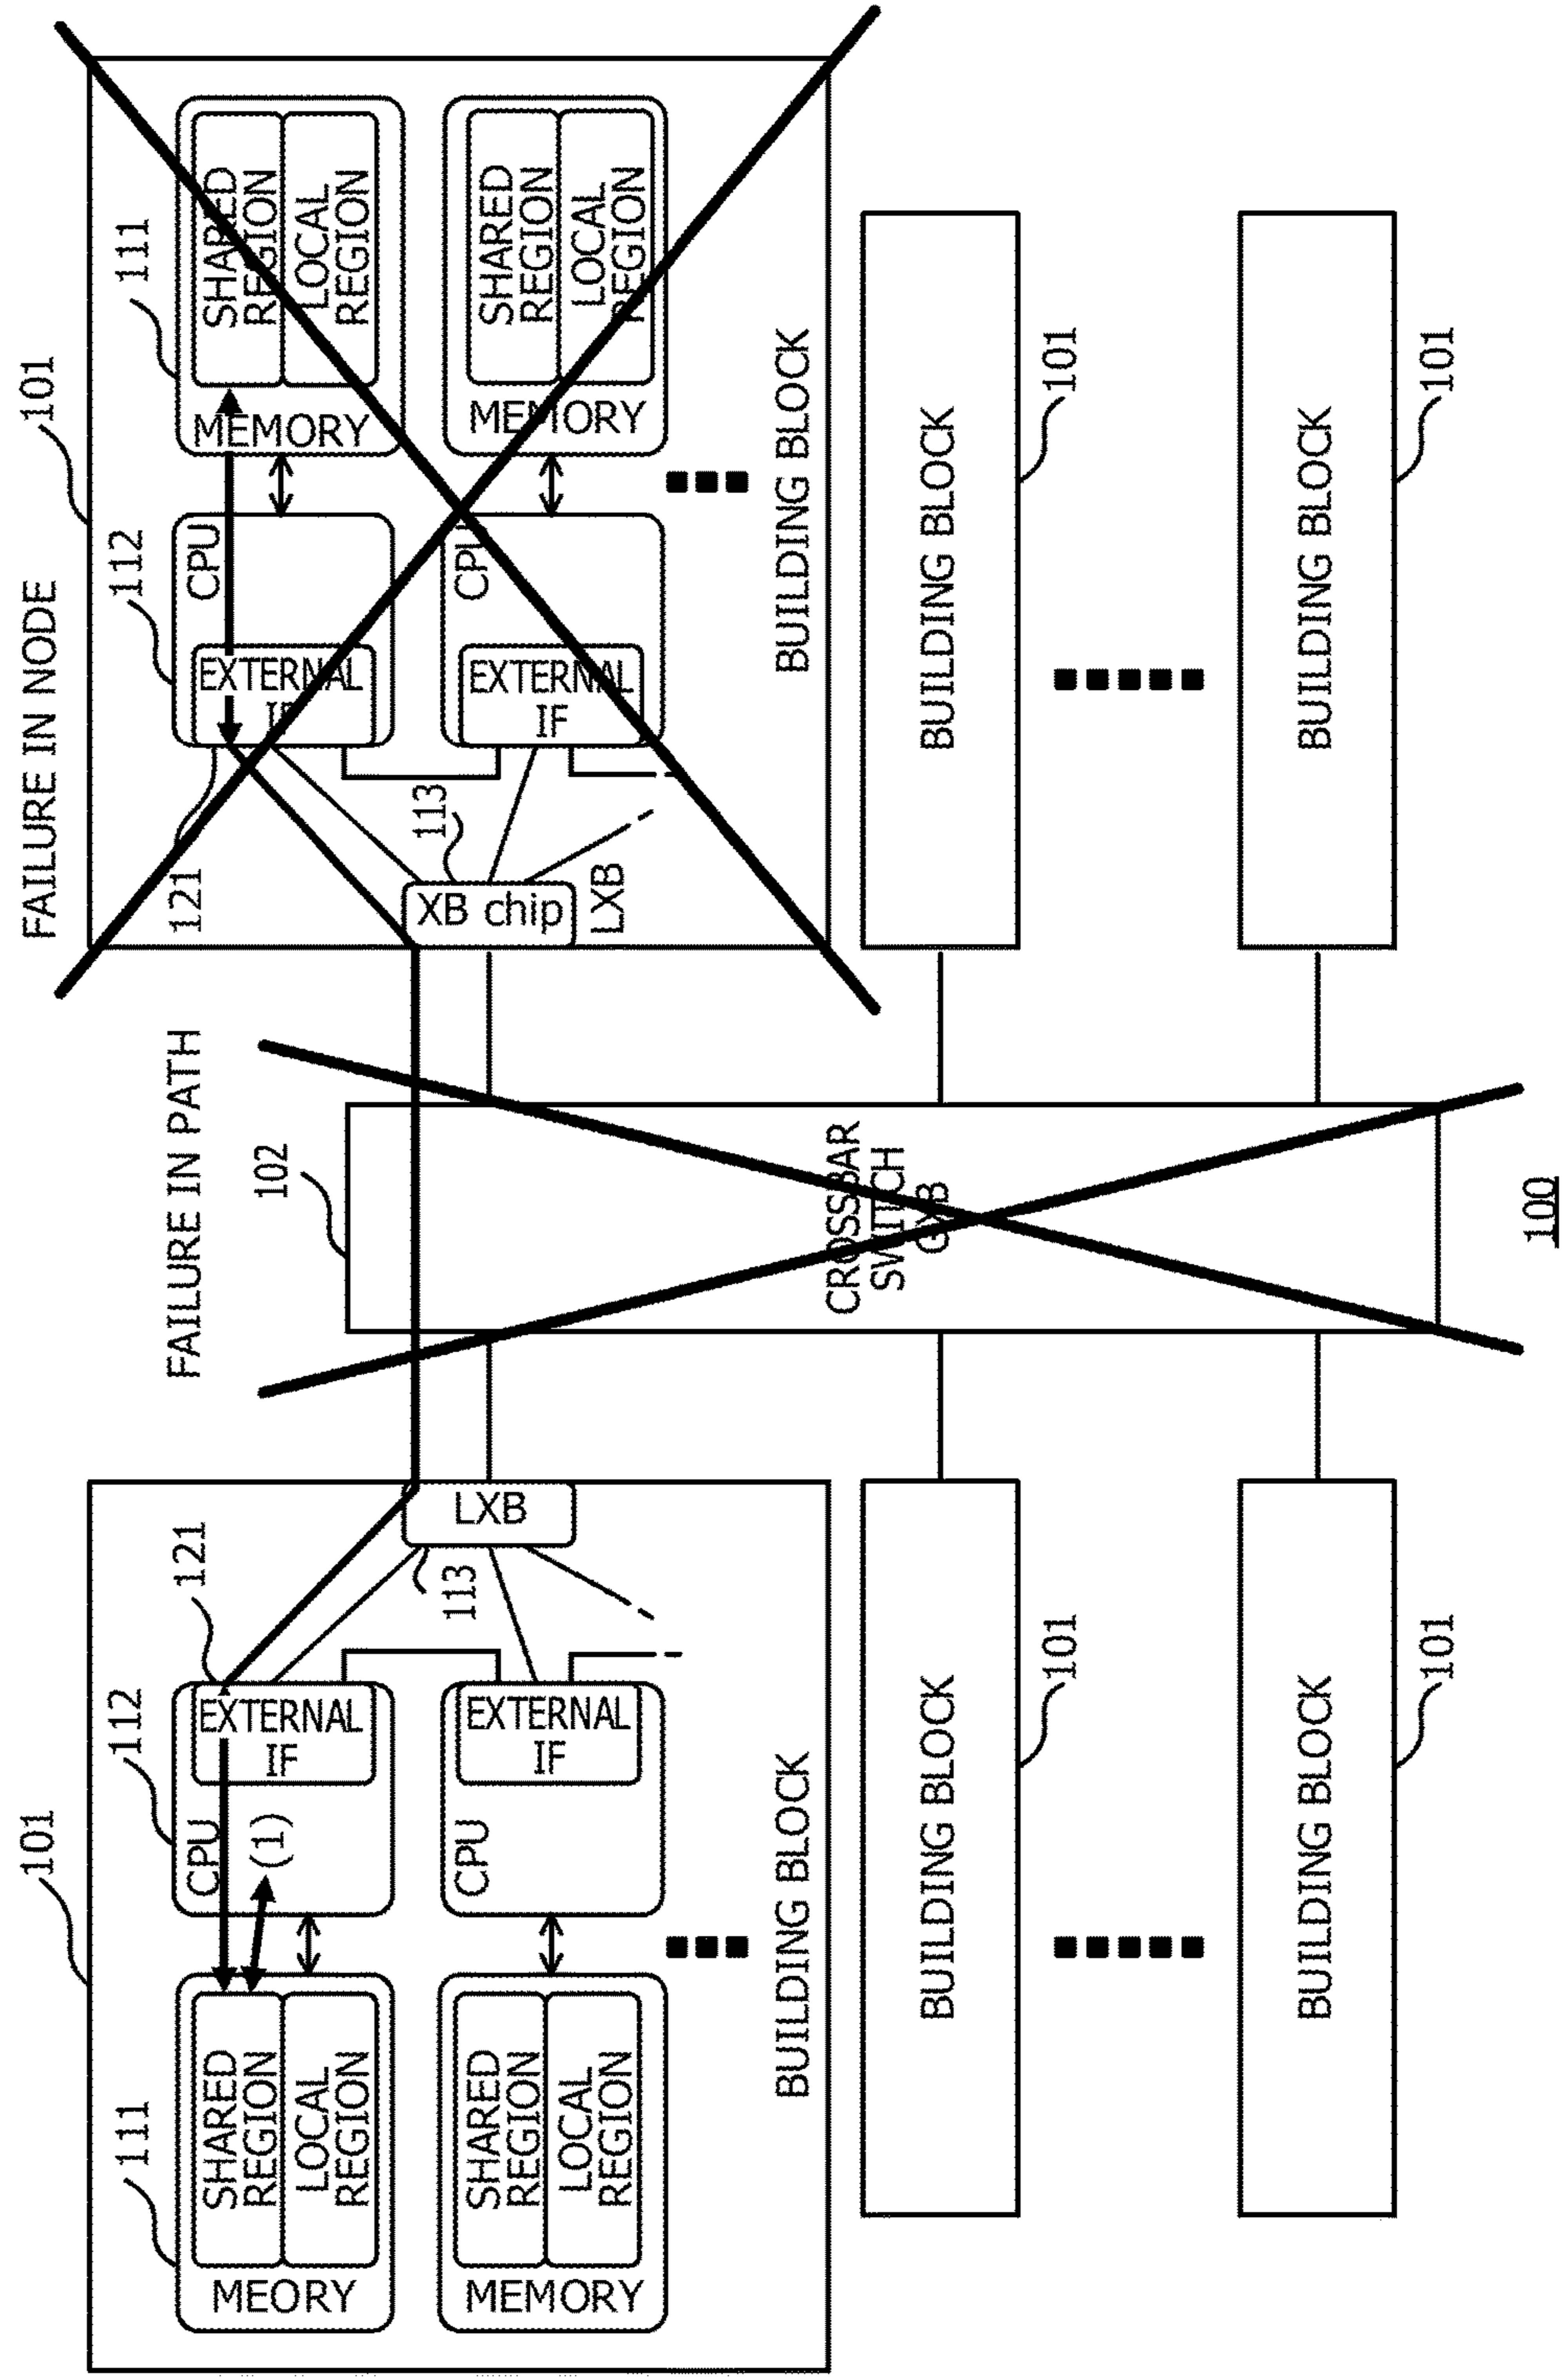 FAILURE IN NODE
FAILURE IN PATH
101
101
111
112
121
102
121
112
111
SHARED
REGION
LOCAL
REGION
MEORY
CPU
(1)
EXTERNAL
IF
113
LXB
SHARED
REGION
LOCAL
REGION
MEMORY
CPU
EXTERNAL
IF
BUILDING BLOCK
CROSSBAR
SWITCH
GXB
XB chip
LXB
113
EXTERNAL
IF
CPU
MEMORY
SHARED
REGION
LOCAL
REGION
EXTERNAL
IF
CPU
MEMORY
SHARED
REGION
LOCAL
REGION
BUILDING BLOCK
BUILDING BLOCK
101
BUILDING BLOCK
101
BUILDING BLOCK
101
BUILDING BLOCK
101
100